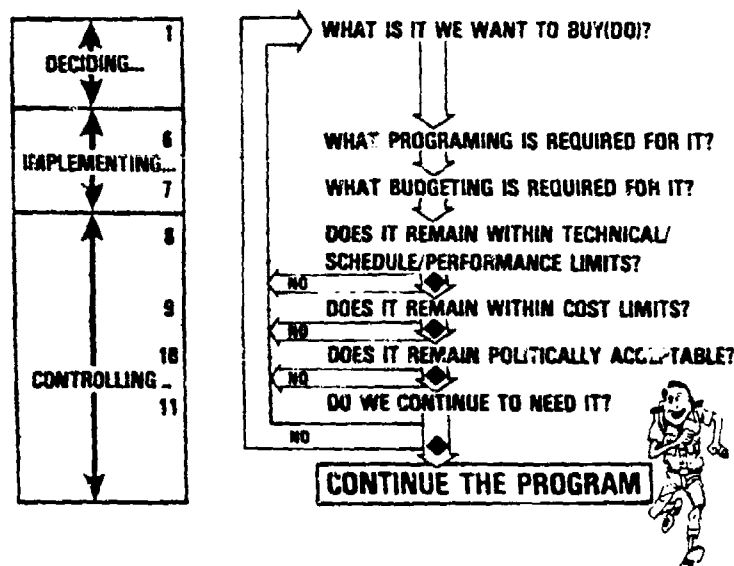 1
DECIDING...
6
IMPLEMENTING...
7
8
9
10
CONTROLLING...
11
WHAT IS IT WE WANT TO BUY(DO)?
WHAT PROGRAMING IS REQUIRED FOR IT?
WHAT BUDGETING IS REQUIRED FOR IT?
DOES IT REMAIN WITHIN TECHNICAL/
SCHEDULE/PERFORMANCE LIMITS?
NO
DOES IT REMAIN WITHIN COST LIMITS?
NO
DOES IT REMAIN POLITICALLY ACCEPTABLE?
NO
DO WE CONTINUE TO NEED IT?
NO
CONTINUE THE PROGRAM